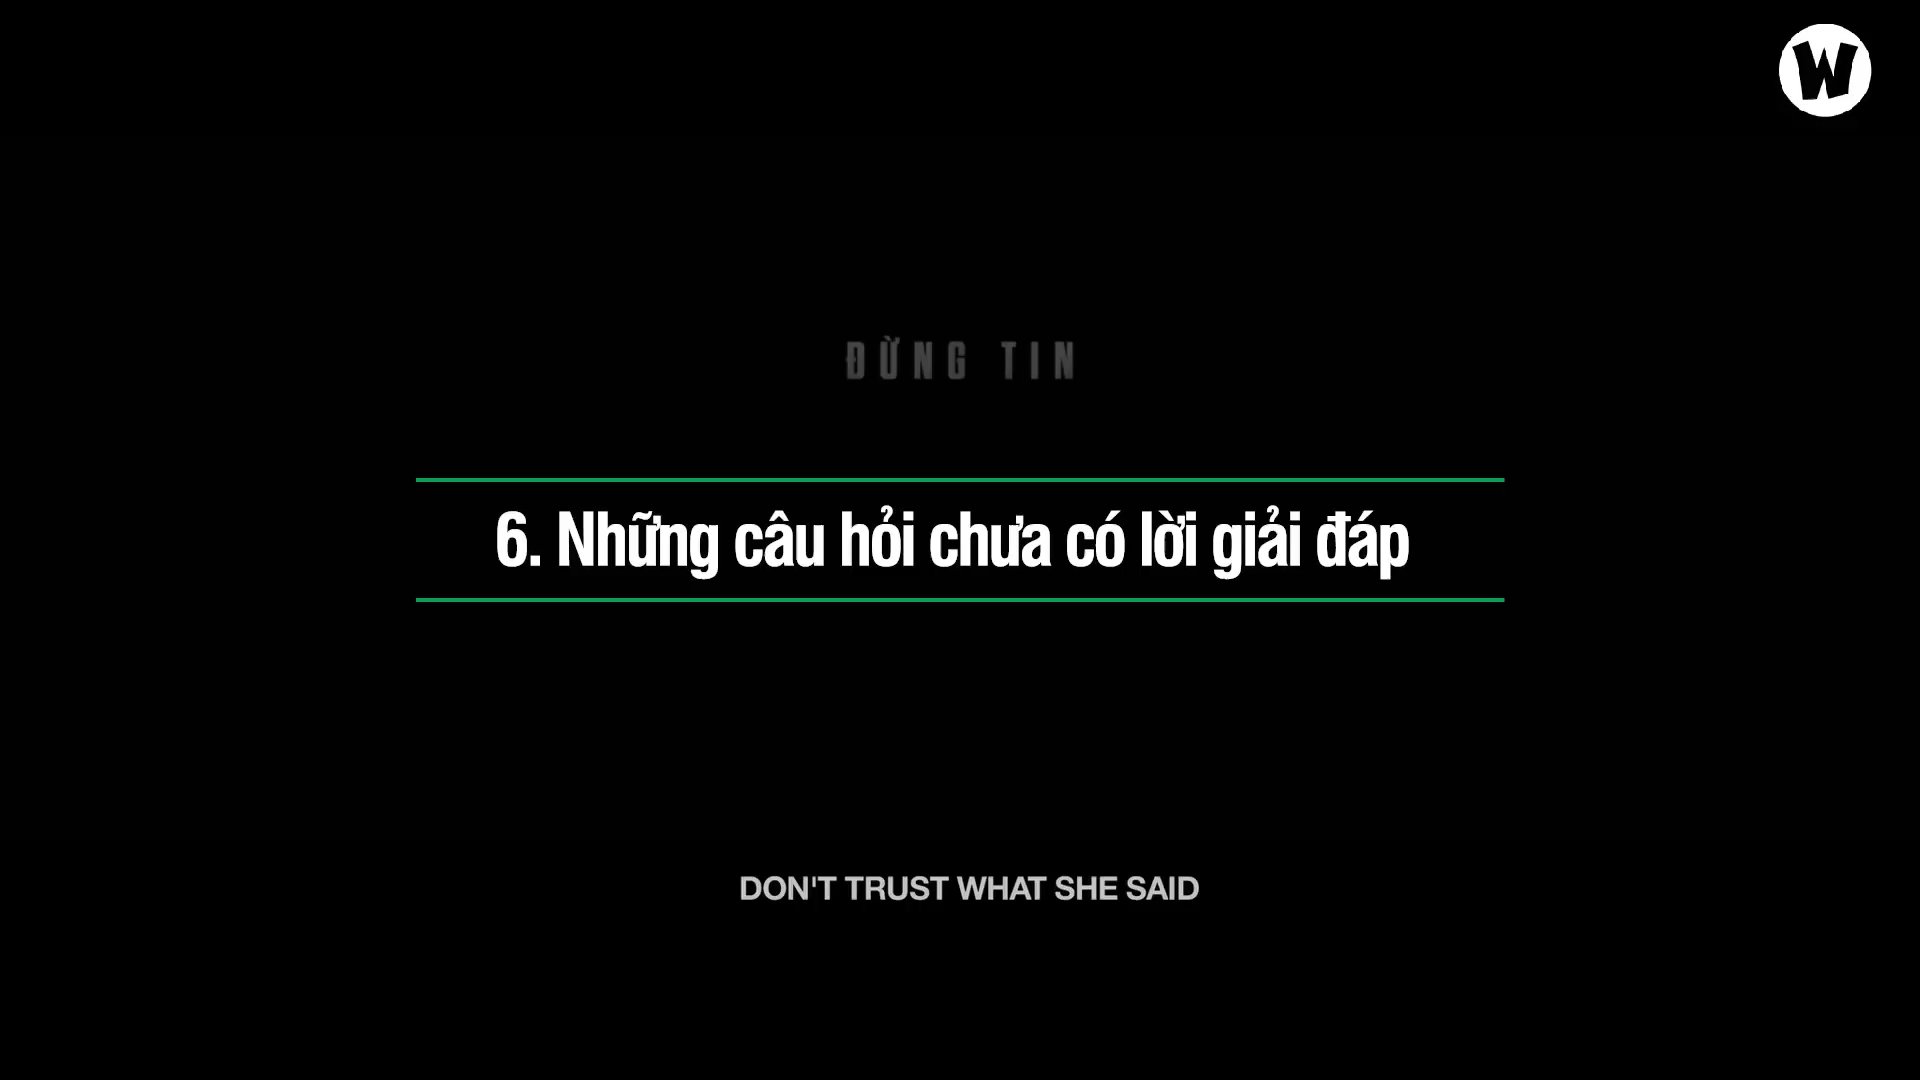 W
ĐỪNG TIN
6. Những câu hỏi chưa có lời giải đáp
DON'T TRUST WHAT SHE SAID